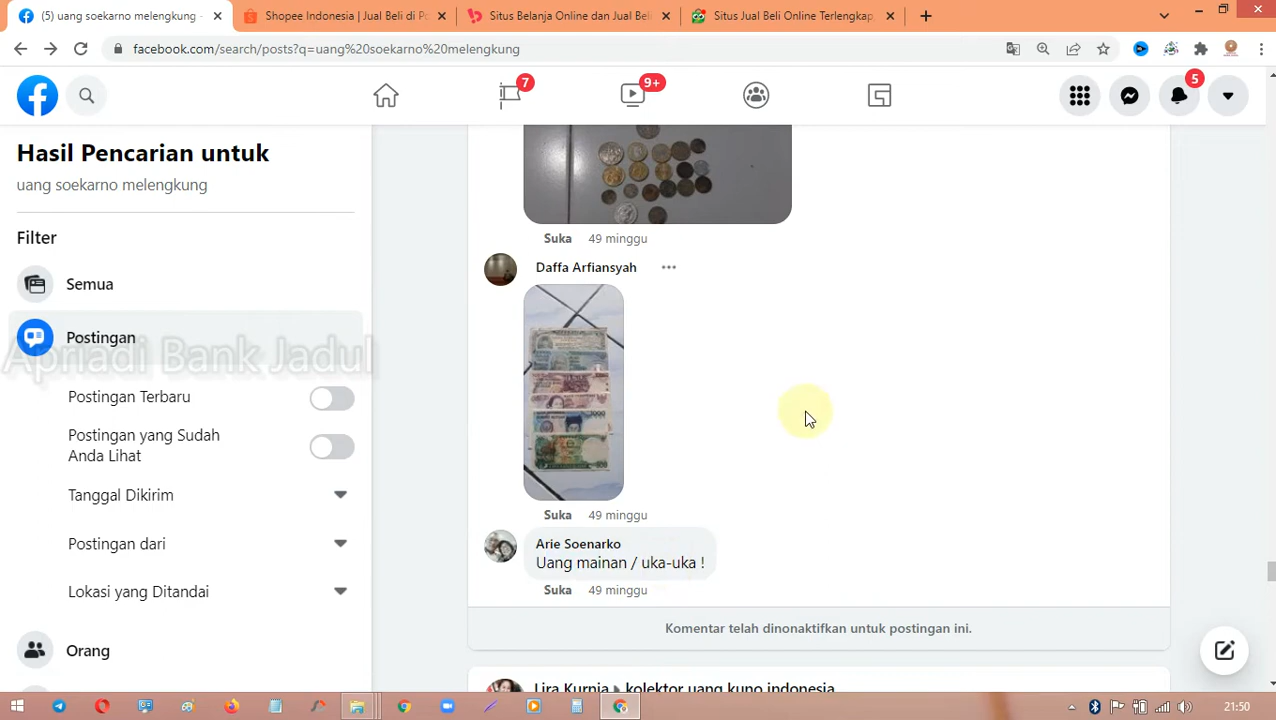 (5) uang soekarno melengkung -
Shopee Indonesia | Jual Beli di P
Situs Belanja Online dan Jual Bel
Situs Jual Beli Online Terlengkap,
facebook.com/search/posts?q=uang%20soekarno%20melengkung
7
9+
5
Hasil Pencarian untuk
uang soekarno melengkung
Filter
Semua
Postingan
Apriadi Bank Jadul
Postingan Terbaru
Postingan yang Sudah
Anda Lihat
Tanggal Dikirim
Postingan dari
Lokasi yang Ditandai
Orang
Suka 49 minggu
Daffa Arfiansyah
1000
Suka 49 minggu
Arie Soenarko
Uang mainan / uka-uka !
Suka 49 minggu
Komentar telah dinonaktifkan untuk postingan ini.
Lira Kurnia kolektor uang kuno indonesia
21:50